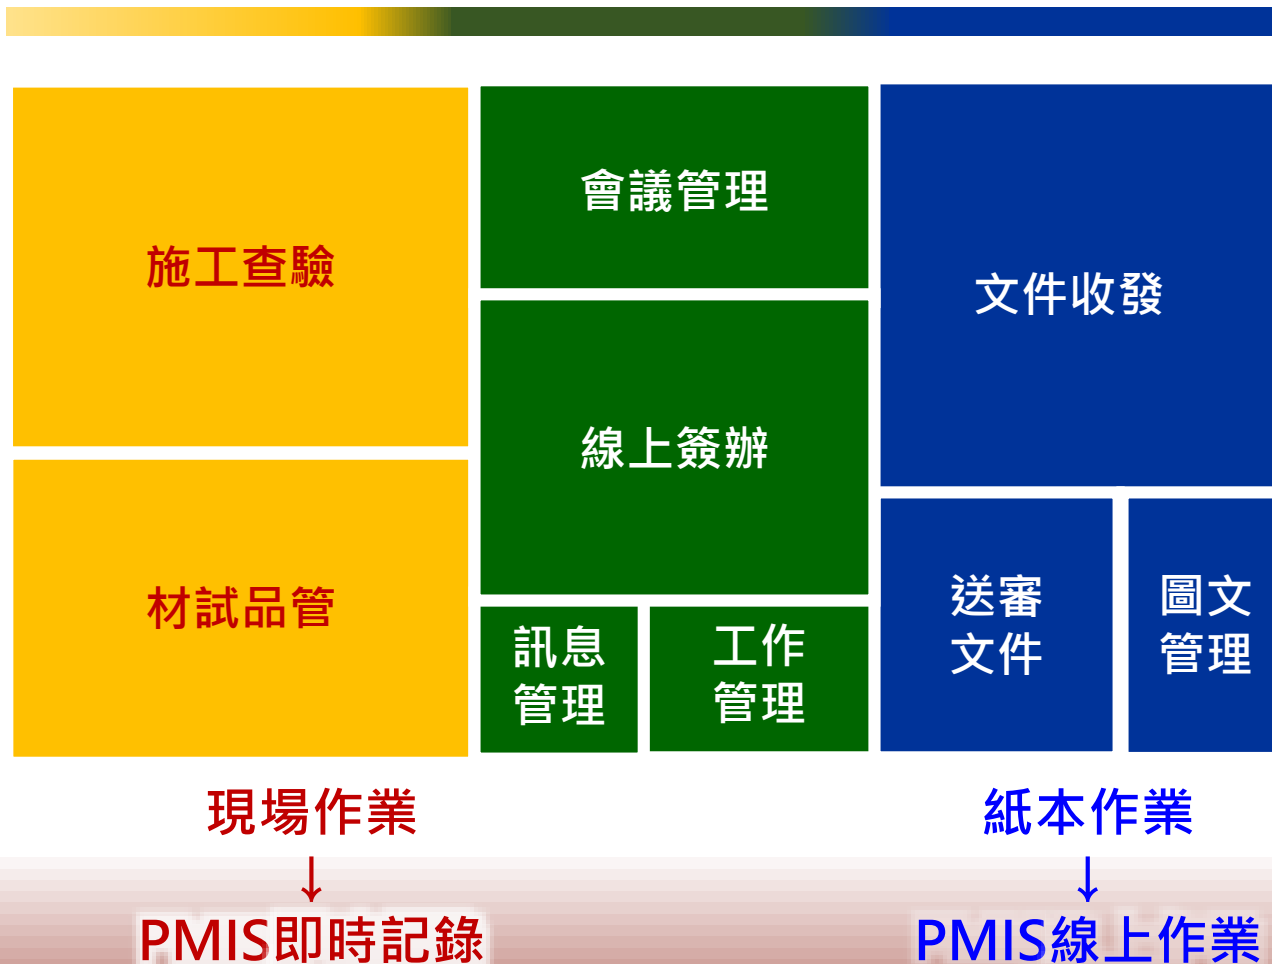 施工查驗
材試品管
會議管理
線上簽辦
訊息
管理
工作
管理
文件收發
送審
文件
圖文
管理
現場作業
↓
PMIS即時記錄
紙本作業
↓
PMIS線上作業